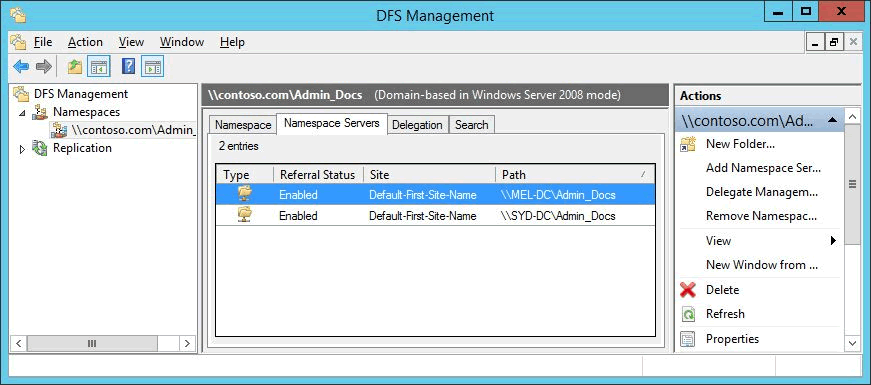 DFS Management
File Action View Window Help
DFS Management
Namespaces
\\contoso.com\Admin_
Replication
\\contoso.com\Admin_Docs (Domain-based in Windows Server 2008 mode)
Namespace Namespace Servers Delegation Search
2 entries
Type Referral Status Site Path
Enabled Default-First-Site-Name \\MEL-DC\Admin_Docs
Enabled Default-First-Site-Name \\SYD-DC\Admin_Docs
Actions
\\contoso.com\Ad...
New Folder...
Add Namespace Ser...
Delegate Managem...
Remove Namespac...
View
New Window from ...
Delete
Refresh
Properties